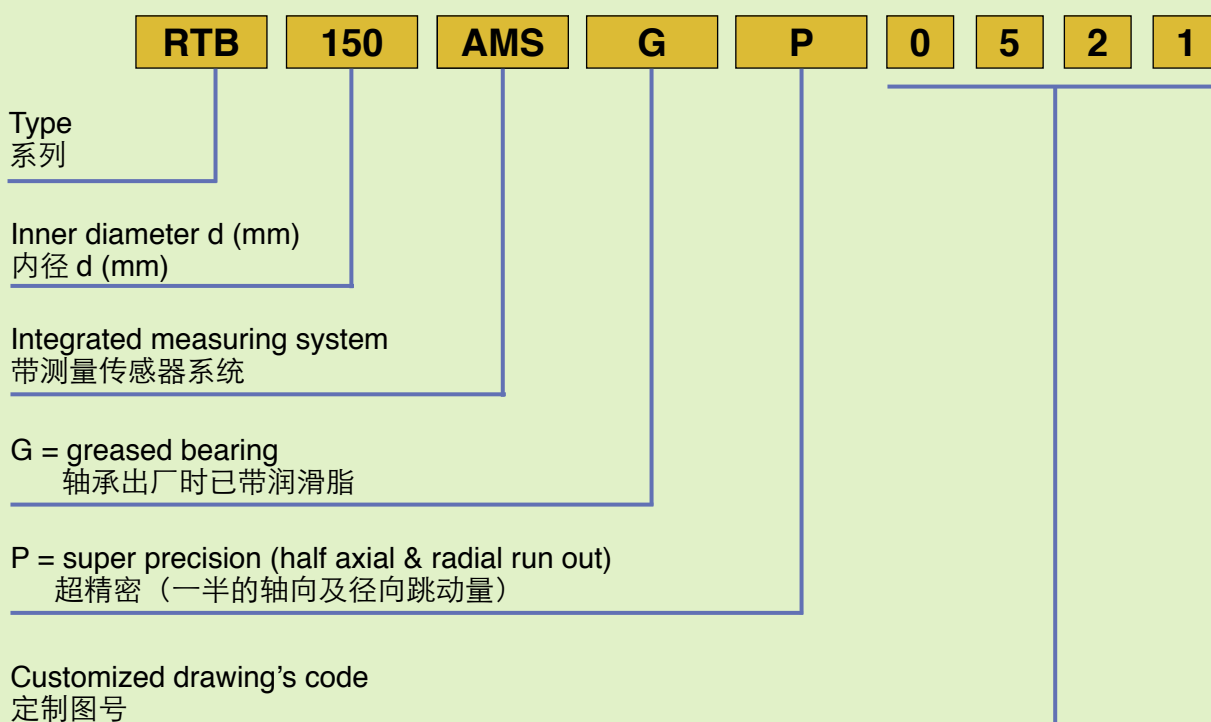 RTB 150 AMS G P 0 5 2 1
Type
系列
Inner diameter d (mm)
内径 d (mm)
Integrated measuring system
带测量传感器系统
G = greased bearing
轴承出厂时已带润滑脂
P = super precision (half axial & radial run out)
超精密（一半的轴向及径向跳动量）
Customized drawing’s code
定制图号